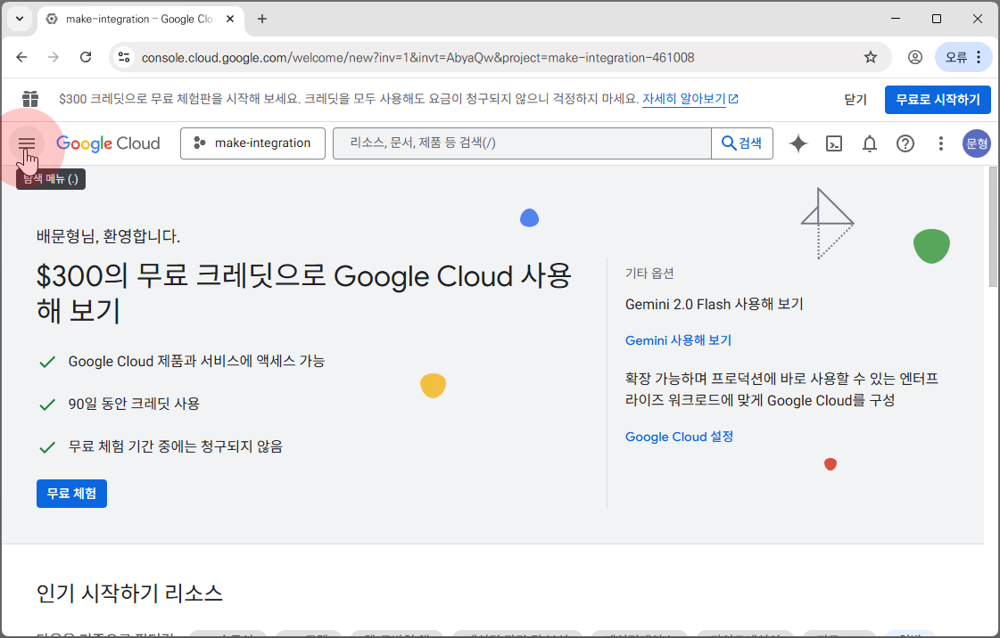 make-integration – Google Clo
console.cloud.google.com/welcome/new?inv=1&invt=AbyaQw&project=make-integration-461008
오류
$300 크레딧으로 무료 체험판을 시작해 보세요. 크레딧을 모두 사용해도 요금이 청구되지 않으니 걱정하지 마세요. 자세히 알아보기
닫기
무료로 시작하기
Google Cloud
make-integration
리소스, 문서, 제품 등 검색(/)
검색
문형
탐색 메뉴 (.)
배문형님, 환영합니다.
$300의 무료 크레딧으로 Google Cloud 사용
해 보기
Google Cloud 제품과 서비스에 액세스 가능
90일 동안 크레딧 사용
무료 체험 기간 중에는 청구되지 않음
무료 체험
기타 옵션
Gemini 2.0 Flash 사용해 보기
Gemini 사용해 보기
확장 가능하며 프로덕션에 바로 사용할 수 있는 엔터프
라이즈 워크로드에 맞게 Google Cloud를 구성
Google Cloud 설정
인기 시작하기 리소스